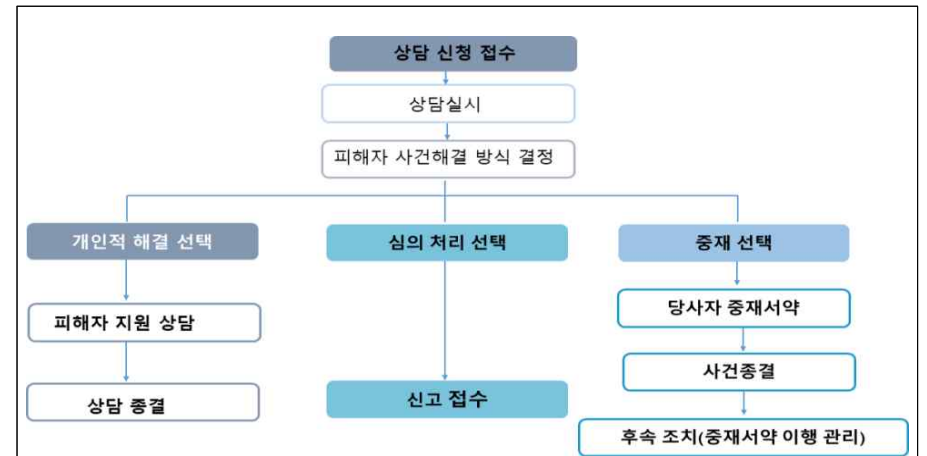 상담 신청 접수
상담실시
피해자 사건해결 방식 결정
개인적 해결 선택
심의 처리 선택
중재 선택
피해자 지원 상담
당사자 중재서약
사건종결
상담 종결
신고 접수
후속 조치(중재서약 이행 관리)